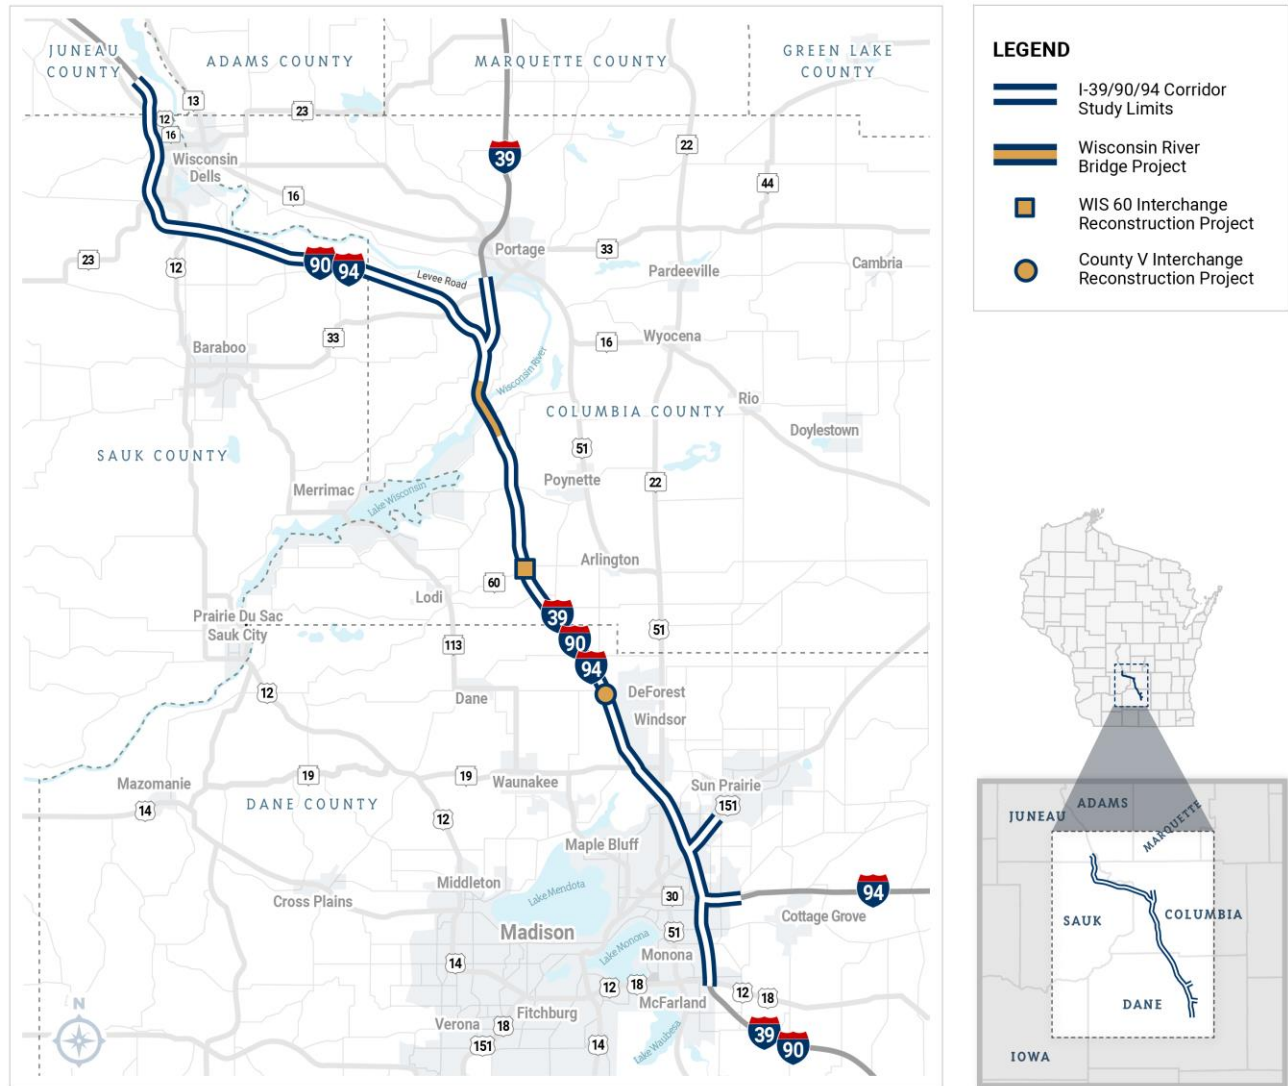 JUNEAU
COUNTY
ADAMS COUNTY
MARQUETTE COUNTY
GREEN LAKE
COUNTY
13
23
12
16
Wisconsin
Dells
39
22
44
16
23
12
90
94
Levee Road
Portage
33
Pardeeville
Cambria
33
Baraboo
16
Wyocena
Wisconsin River
COLUMBIA COUNTY
Rio
Doylestown
SAUK COUNTY
51
Merrimac
Lake Wisconsin
Poynette
22
60
Arlington
Lodi
Prairie Du Sac
Sauk City
39
90
94
51
113
12
Dane
DeForest
Windsor
Mazomanie
14
19
DANE COUNTY
19
Waunakee
Sun Prairie
151
12
Maple Bluff
Middleton
Lake Mendota
Cross Plains
30
94
Cottage Grove
Madison
51
Lake Monona
Monona
14
12
18
McFarland
12
18
Fitchburg
Verona
18
151
14
Lake Waubesa
39
90
N
LEGEND
I-39/90/94 Corridor
Study Limits
Wisconsin River
Bridge Project
WIS 60 Interchange
Reconstruction Project
County V Interchange
Reconstruction Project
JUNEAU
ADAMS
MARQUETTE
SAUK
COLUMBIA
DANE
IOWA